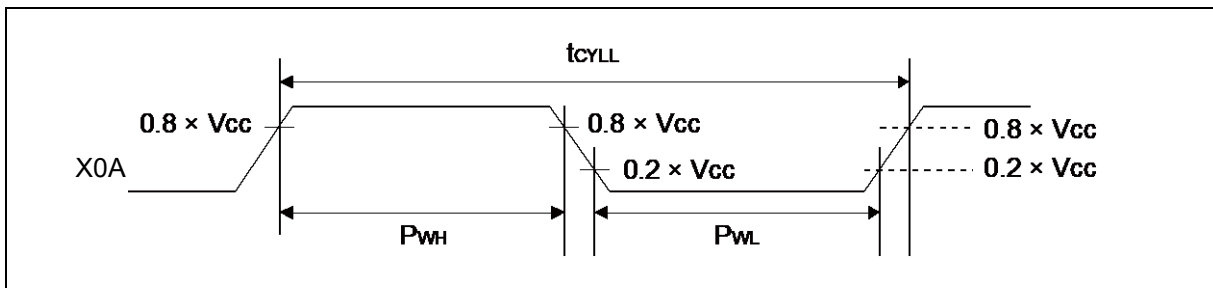 tCYLL
0.8 × Vcc
0.8 × Vcc
0.8 × Vcc
X0A
0.2 × Vcc
0.2 × Vcc
PWH
PWL